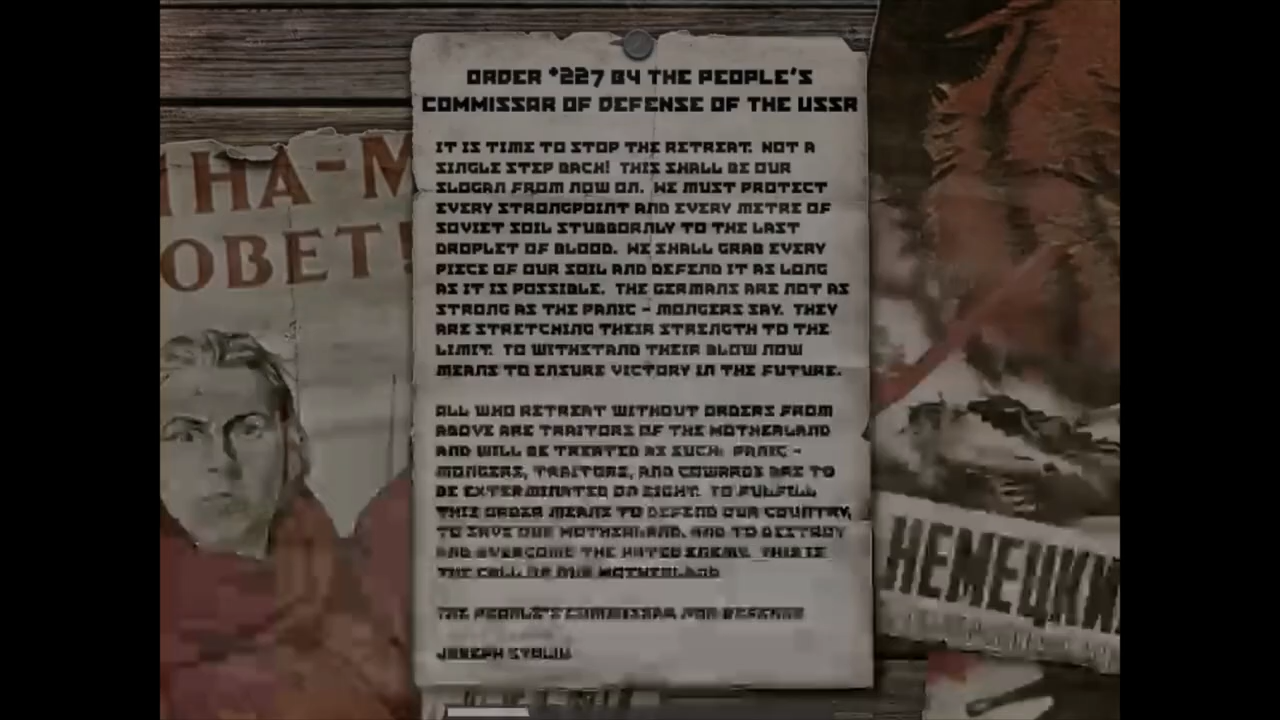 ORDER *227 BY THE PEOPLE'S
COMMISSAR OF DEFENSE OF THE USSR
IT IS TIME TO STOP THE RETREAT. NOT A
SINGLE STEP BACK! THIS SHALL BE OUR
SLOGAN FROM NOW ON. WE MUST PROTECT
EVERY STRONGPOINT AND EVERY METRE OF
SOVIET SOIL STUBBORNLY TO THE LAST
DROPLET OF BLOOD. WE SHALL GRAB EVERY
PIECE OF OUR SOIL AND DEFEND IT AS LONG
AS IT IS POSSIBLE. THE GERMANS ARE NOT AS
STRONG AS THE PANIC - MONGERS SAY. THEY
ARE STRETCHING THEIR STRENGTH TO THE
LIMIT. TO WITHSTAND THEIR BLOW NOW
MEANS TO ENSURE VICTORY IN THE FUTURE.
ALL WHO RETREAT WITHOUT ORDERS FROM
ABOVE ARE TRAITORS OF THE MOTHERLAND
AND WILL BE TREATED AS SUCH: PANIC -
MONGERS, TRAITORS, AND COWARDS ARE TO
BE EXTERMINATED ON SIGHT. TO FULFILL
THIS ORDER MEANS TO DEFEND OUR COUNTRY,
TO SAVE OUR MOTHERLAND, AND TO DESTROY
AND OVERCOME THE HATED ENEMY. THIS IS
THE CALL OF OUR MOTHERLAND
THE PEOPLE'S COMMISSAR FOR DEFENSE
JOSEPH STALIN
НА-М
ОВЕТ!
НЕМЕЦКИ